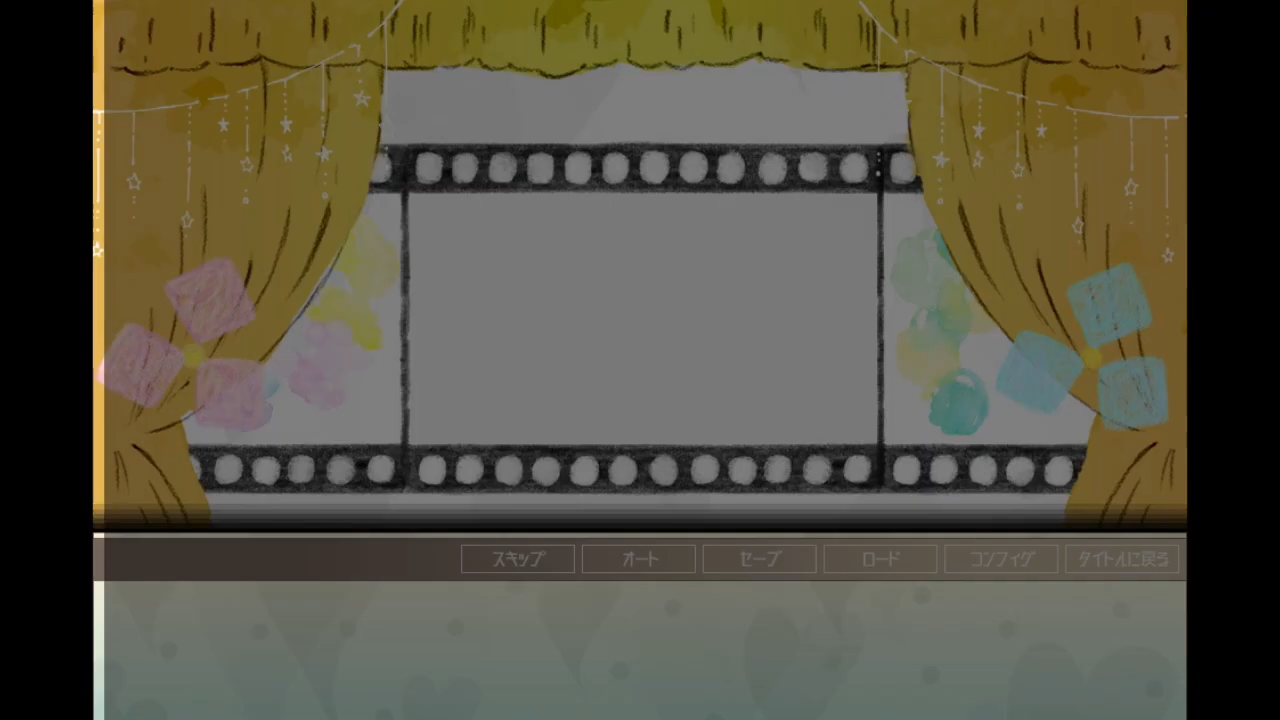 スキップ
オート
セーブ
ロード
コンフィグ
タイトルに戻る